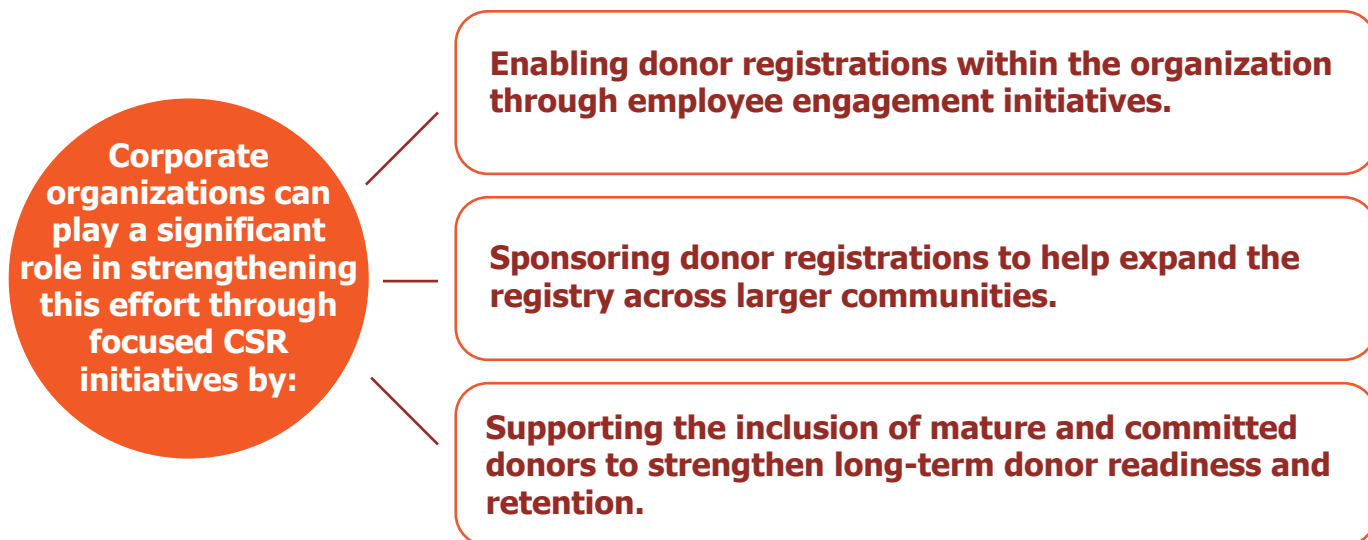 Corporate
organizations can
play a significant
role in strengthening
this effort through
focused CSR
initiatives by:
Enabling donor registrations within the organization
through employee engagement initiatives.
Sponsoring donor registrations to help expand the
registry across larger communities.
Supporting the inclusion of mature and committed
donors to strengthen long-term donor readiness and
retention.